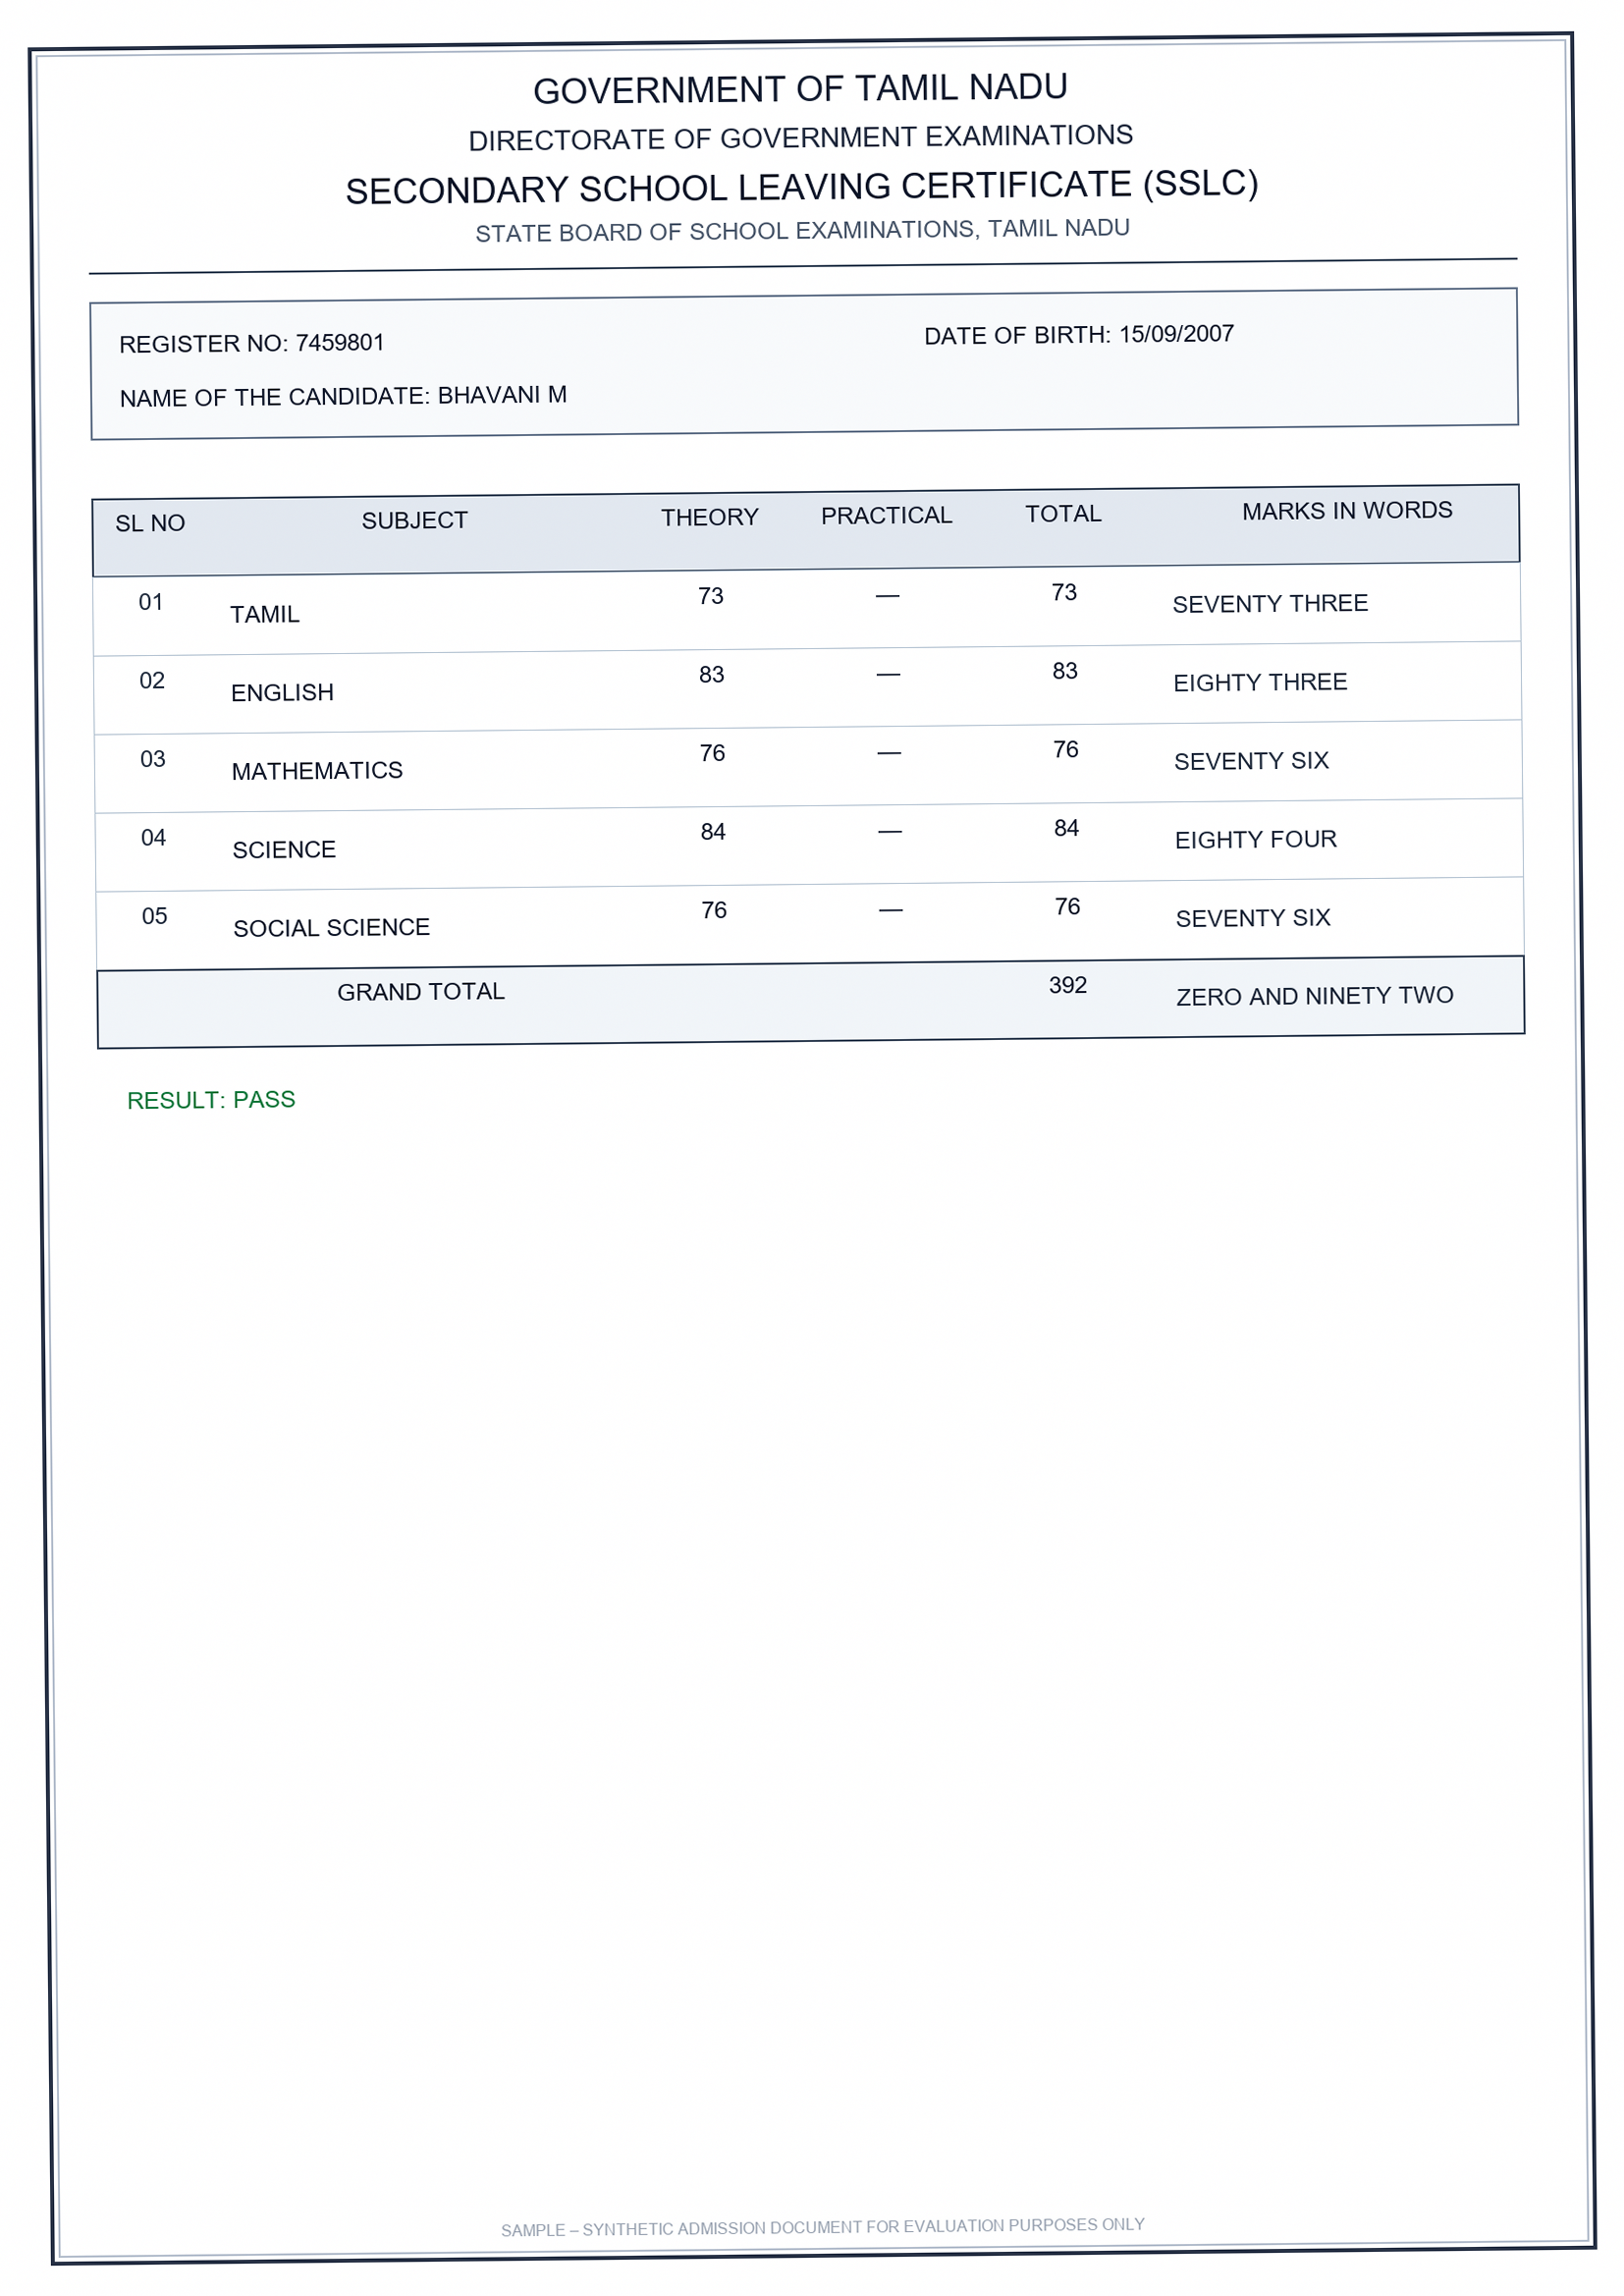 GOVERNMENT OF TAMIL NADU
DIRECTORATE OF GOVERNMENT EXAMINATIONS
SECONDARY SCHOOL LEAVING CERTIFICATE (SSLC)
STATE BOARD OF SCHOOL EXAMINATIONS, TAMIL NADU
REGISTER NO: 7459801 DATE OF BIRTH: 15/09/2007
NAME OF THE CANDIDATE: BHAVANI M
SL NO SUBJECT THEORY PRACTICAL TOTAL MARKS IN WORDS
01 TAMIL 73 — 73 SEVENTY THREE
02 ENGLISH 83 — 83 EIGHTY THREE
03 MATHEMATICS 76 — 76 SEVENTY SIX
04 SCIENCE 84 — 84 EIGHTY FOUR
05 SOCIAL SCIENCE 76 — 76 SEVENTY SIX
GRAND TOTAL 392 ZERO AND NINETY TWO
RESULT: PASS
SAMPLE – SYNTHETIC ADMISSION DOCUMENT FOR EVALUATION PURPOSES ONLY